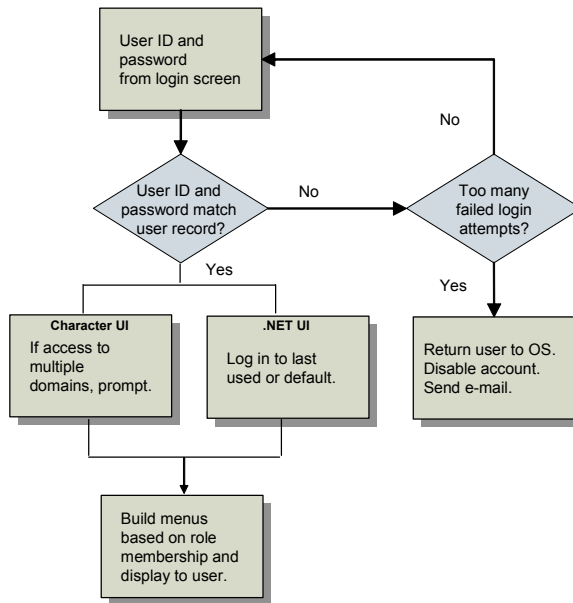 User ID and
password
from login screen
No
User ID and
password match
user record?
No
Too many
failed login
attempts?
Yes
Yes
Character UI
If access to
multiple
domains, prompt.
.NET UI
Log in to last
used or default.
Return user to OS.
Disable account.
Send e-mail.
Build menus
based on role
membership and
display to user.